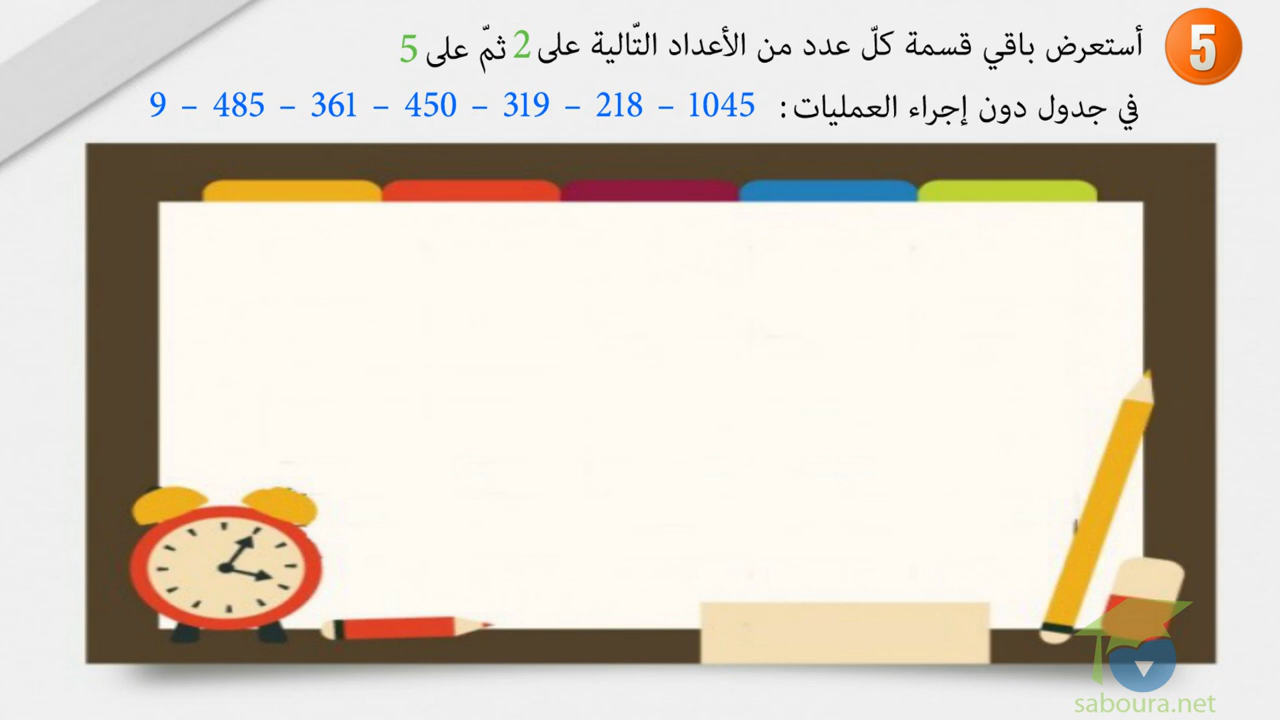 5
أستعرض باقي قسمة كلّ عدد من الأعداد التّالية على 2 ثمّ على 5
في جدول دون إجراء العمليات : 1045 – 218 – 319 – 450 – 361 – 485 – 9
saboura.net